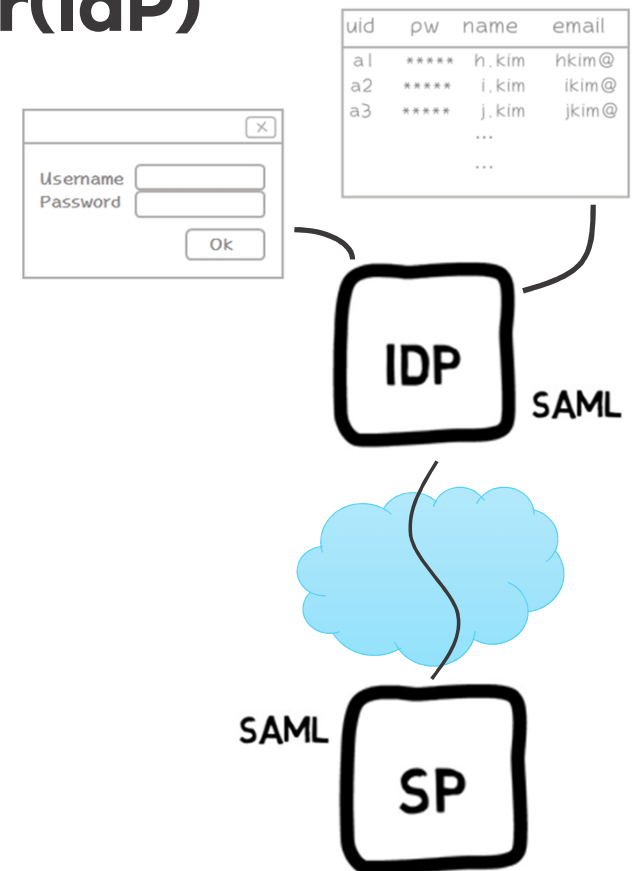 r(IdP)
uid pw name email
a1 ***** h.kim hkim@
a2 ***** i.kim ikim@
a3 ***** j.kim jkim@
...
...
Username
Password
Ok
IDP
SAML
SAML
SP